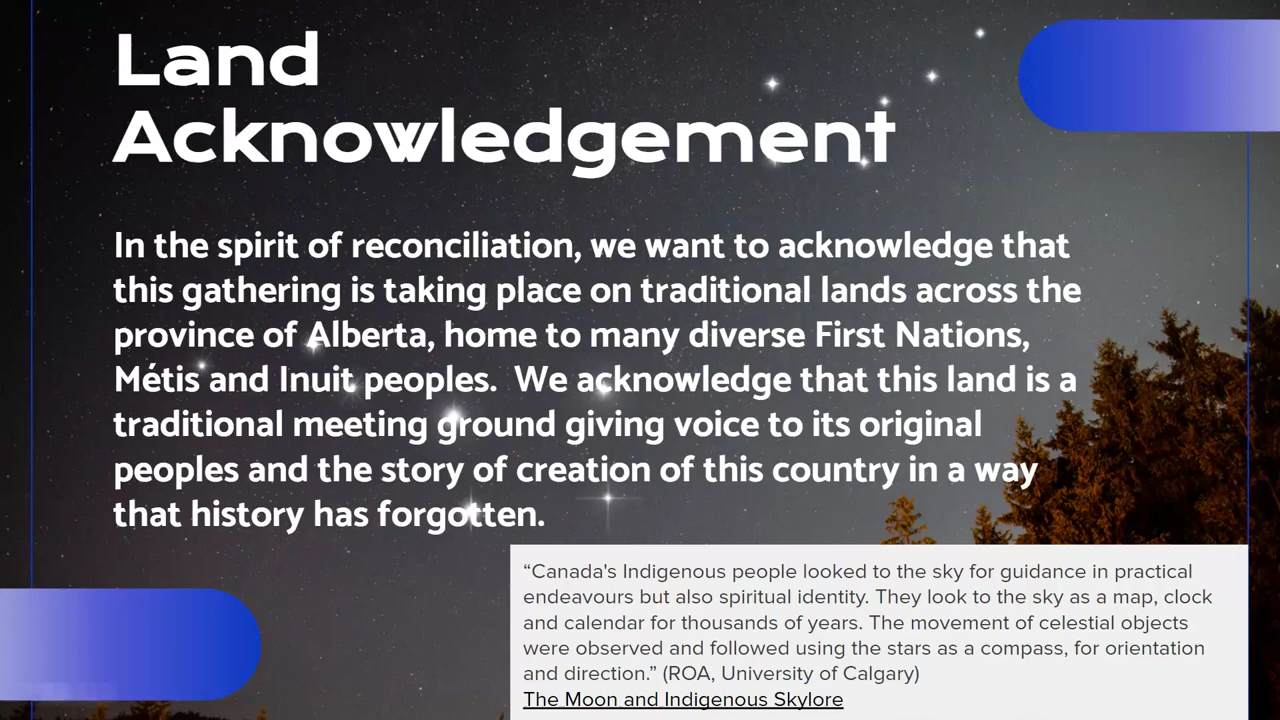 Land
Acknowledgement
In the spirit of reconciliation, we want to acknowledge that
this gathering is taking place on traditional lands across the
province of Alberta, home to many diverse First Nations,
Métis and Inuit peoples.  We acknowledge that this land is a
traditional meeting ground giving voice to its original
peoples and the story of creation of this country in a way
that history has forgotten.
“Canada's Indigenous people looked to the sky for guidance in practical
endeavours but also spiritual identity. They look to the sky as a map, clock
and calendar for thousands of years. The movement of celestial objects
were observed and followed using the stars as a compass, for orientation
and direction.” (ROA, University of Calgary)
The Moon and Indigenous Skylore